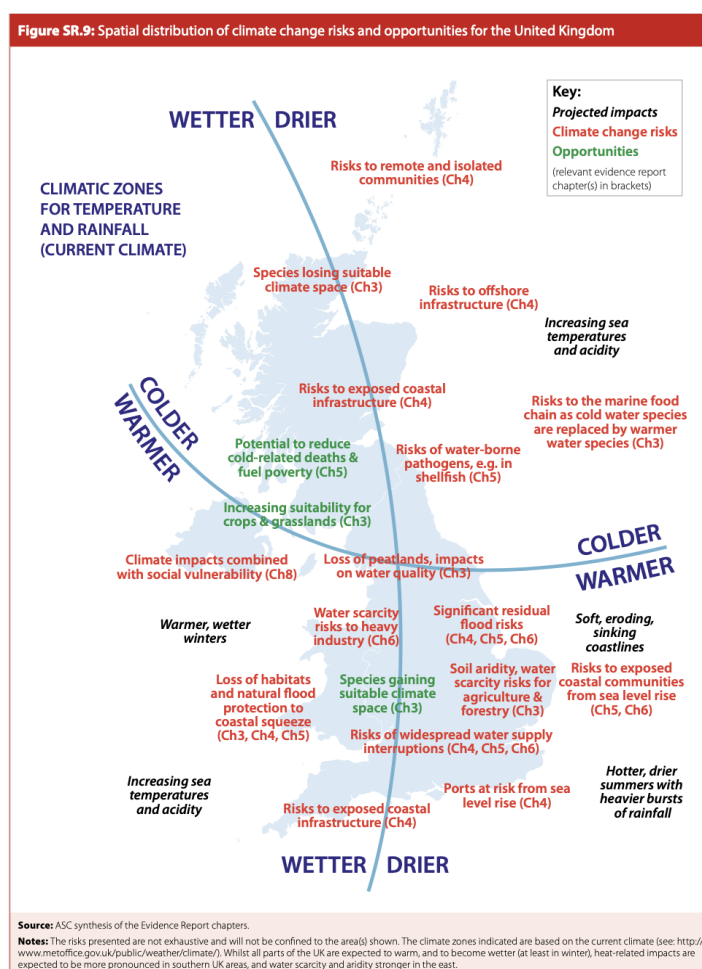 Figure SR.9: Spatial distribution of climate change risks and opportunities for the United Kingdom
WETTER DRIER
Key:
Projected impacts
Climate change risks
Opportunities
(relevant evidence report
chapter(s) in brackets)
CLIMATIC ZONES
FOR TEMPERATURE
AND RAINFALL
(CURRENT CLIMATE)
Risks to remote and isolated
communities (Ch4)
Species losing suitable
climate space (Ch3)
Risks to offshore
infrastructure (Ch4)
Increasing sea
temperatures
and acidity
COLDER
WARMER
Risks to exposed coastal
infrastructure (Ch4)
Risks to the marine food
chain as cold water species
are replaced by warmer
water species (Ch3)
Potential to reduce
cold-related deaths &
fuel poverty (Ch5)
Risks of water-borne
pathogens, e.g. in
shellfish (Ch5)
Increasing suitability for
crops & grasslands (Ch3)
COLDER
WARMER
Climate impacts combined
with social vulnerability (Ch8)
Loss of peatlands, impacts
on water quality (Ch3)
Warmer, wetter
winters
Water scarcity
risks to heavy
industry (Ch6)
Significant residual
flood risks
(Ch4, Ch5, Ch6)
Soft, eroding,
sinking
coastlines
Loss of habitats
and natural flood
protection to
coastal squeeze
(Ch3, Ch4, Ch5)
Species gaining
suitable climate
space (Ch3)
Soil aridity, water
scarcity risks for
agriculture &
forestry (Ch3)
Risks to exposed
coastal communities
from sea level rise
(Ch5, Ch6)
Risks of widespread water supply
interruptions (Ch4, Ch5, Ch6)
Increasing sea
temperatures
and acidity
Risks to exposed coastal
infrastructure (Ch4)
Ports at risk from sea
level rise (Ch4)
Hotter, drier
summers with
heavier bursts
of rainfall
WETTER DRIER
Source: ASC synthesis of the Evidence Report chapters.
Notes: The risks presented are not exhaustive and will not be confined to the area(s) shown. The climate zones indicated are based on the current climate (see: http:/
www.metoffice.gov.uk/public/weather/climate/). Whilst all parts of the UK are expected to warm, and to become wetter (at least in winter), heat-related impacts are
expected to be more pronounced in southern UK areas, and water scarcity and aridity stronger in the east.